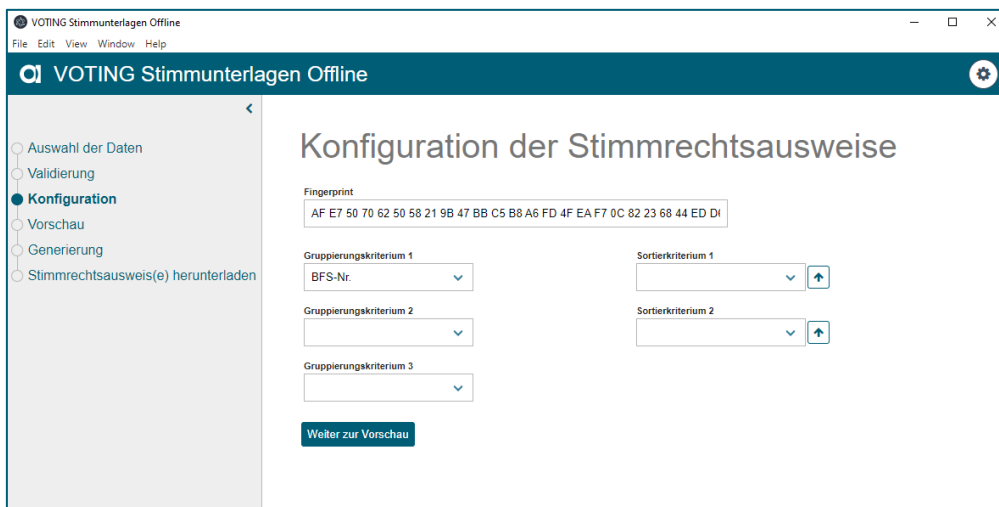 VOTING Stimmunterlagen Offline
File Edit View Window Help
VOTING Stimmunterlagen Offline
Auswahl der Daten
Validierung
Konfiguration
Vorschau
Generierung
Stimmrechtsausweis(e) herunterladen
Konfiguration der Stimmrechtsausweise
Fingerprint
AF E7 50 70 62 50 58 21 9B 47 BB C5 B8 A6 FD 4F EA F7 0C 82 23 68 44 ED
Gruppierungskriterium 1
BFS-Nr.
Sortierkriterium 1
Gruppierungskriterium 2
Sortierkriterium 2
Gruppierungskriterium 3
Weiter zur Vorschau